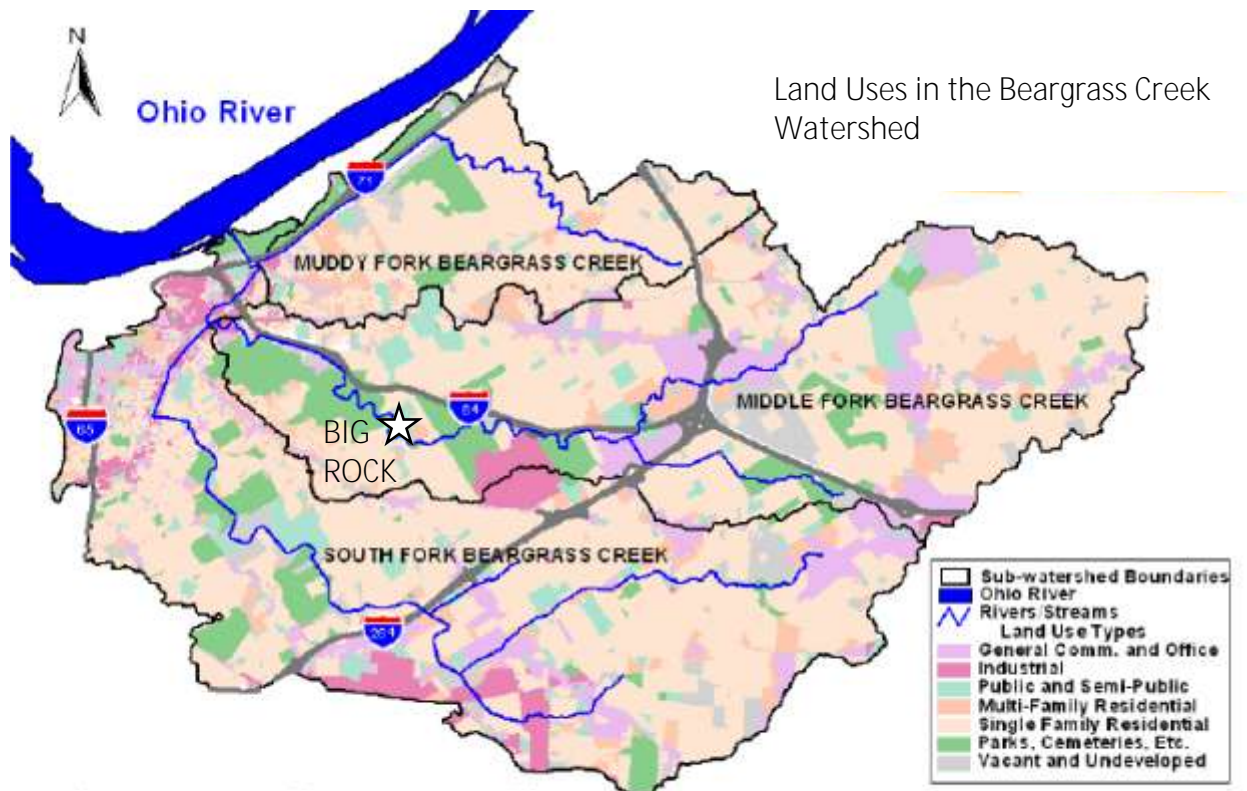 N
Ohio River
Land Uses in the Beargrass Creek
Watershed
71
MUDDY FORK BEARGRASS CREEK
65
BIG
ROCK
64
MIDDLE FORK BEARGRASS CREEK
SOUTH FORK BEARGRASS CREEK
264
Sub-watershed Boundaries
Ohio River
Rivers/Streams
Land Use Types
General Comm. and Office
Industrial
Public and Semi-Public
Multi-Family Residential
Single Family Residential
Parks, Cemeteries, Etc.
Vacant and Undeveloped